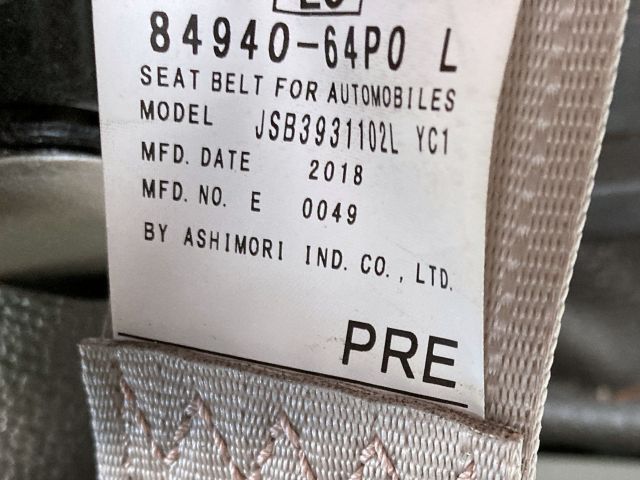 84940-64P0 L
SEAT BELT FOR AUTOMOBILES
MODEL JSB3931102L YC1
MFD. DATE 2018
MFD. NO. E 0049
BY ASHIMORI IND. CO., LTD.
PRE